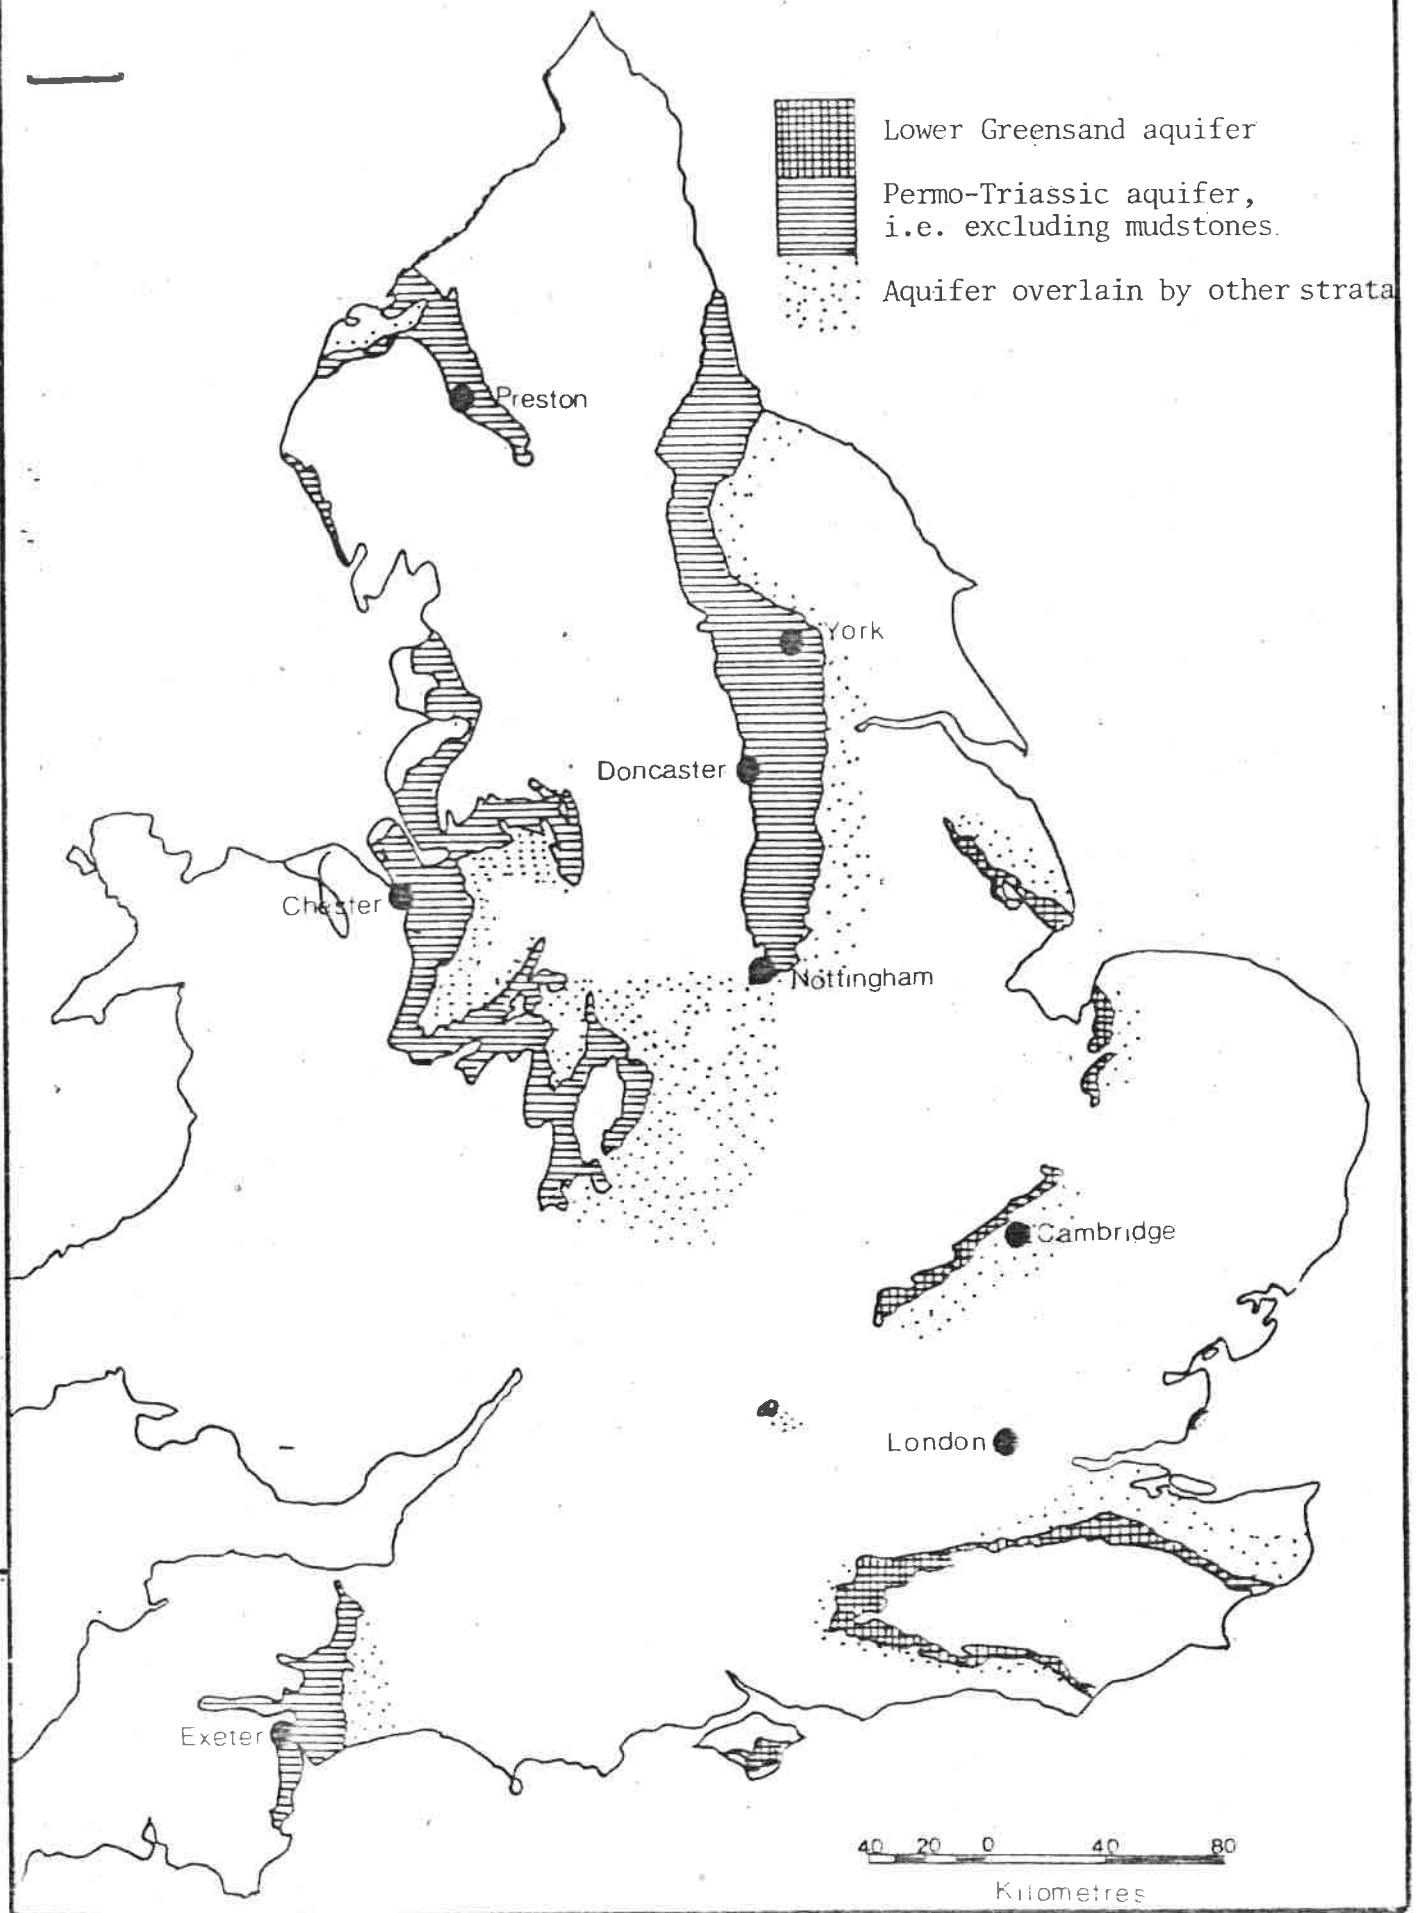 Lower Greensand aquifer
Permo-Triassic aquifer,
i.e. excluding mudstones.
Aquifer overlain by other strata
Preston
York
Doncaster
Chester
Nottingham
Cambridge
London
Exeter
40 20 0 40 80
Kilometres